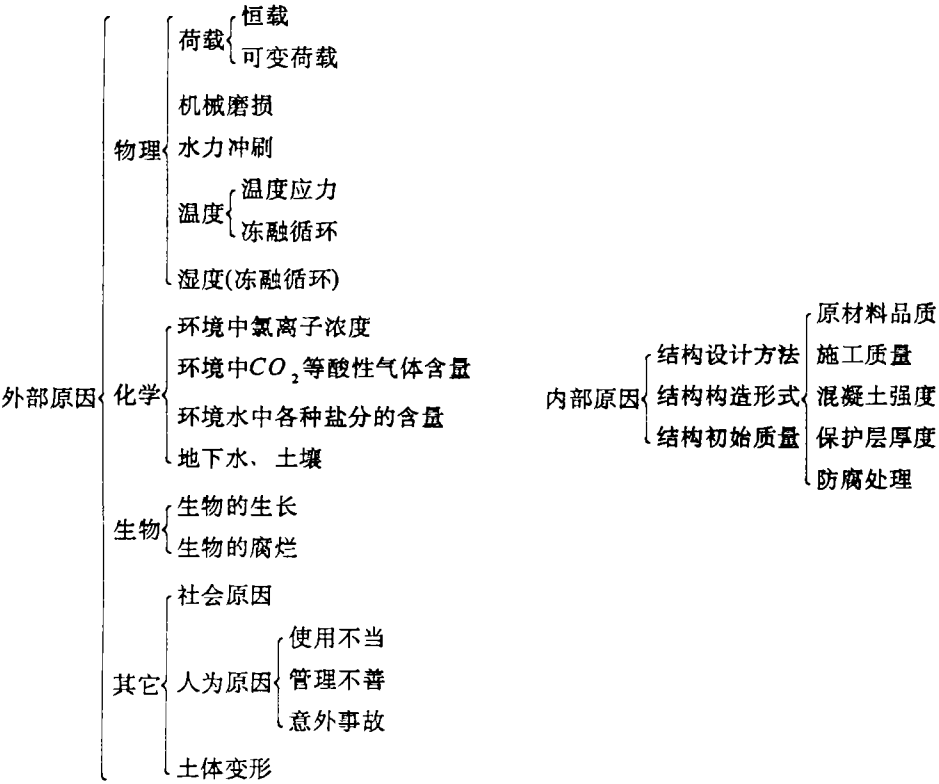 外部原因
物理
荷载
恒载
可变荷载
机械磨损
水力冲刷
温度
温度应力
冻融循环
湿度(冻融循环)
化学
环境中氯离子浓度
环境中CO₂等酸性气体含量
环境水中各种盐分的含量
地下水、土壤
生物
生物的生长
生物的腐烂
其它
社会原因
人为原因
使用不当
管理不善
意外事故
土体变形
内部原因
结构设计方法
结构构造形式
结构初始质量
原材料品质
施工质量
混凝土强度
保护层厚度
防腐处理